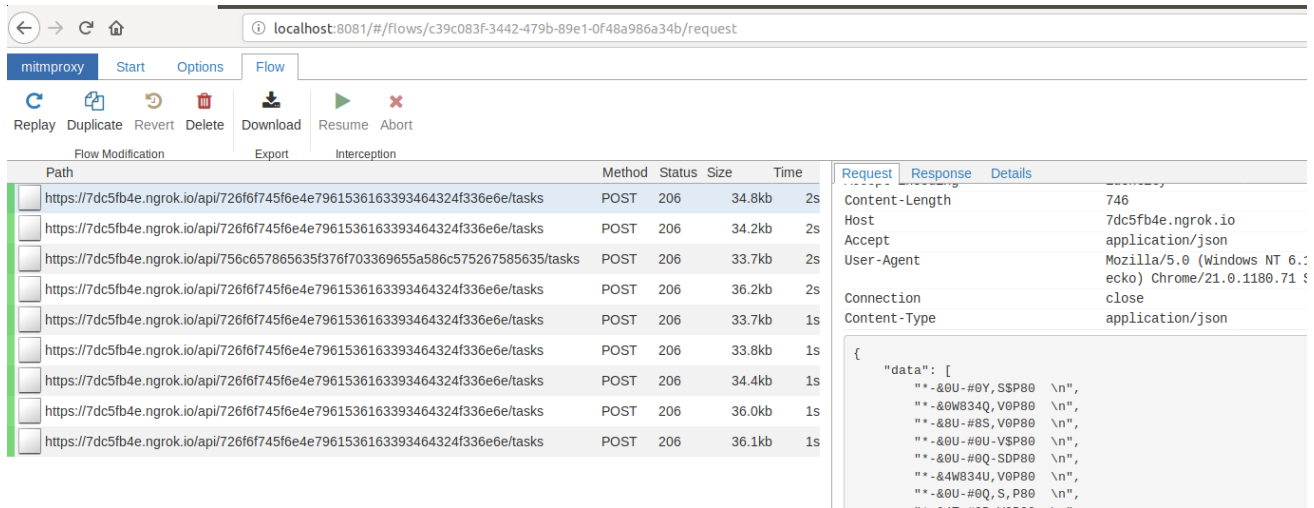 localhost:8081/#/flows/c39c083f-3442-479b-89e1-0f48a986a34b/request
mitmproxy Start Options Flow
Replay Duplicate Revert Delete Download Resume Abort
Flow Modification Export Interception
Path Method Status Size Time
https://7dc5fb4e.ngrok.io/api/726f6f745f6e4e7961536163393464324f336e6e/tasks POST 206 34.8kb 2s
https://7dc5fb4e.ngrok.io/api/726f6f745f6e4e7961536163393464324f336e6e/tasks POST 206 34.2kb 2s
https://7dc5fb4e.ngrok.io/api/756c657865635f376f703369655a586c575267585635/tasks POST 206 33.7kb 2s
https://7dc5fb4e.ngrok.io/api/726f6f745f6e4e7961536163393464324f336e6e/tasks POST 206 36.2kb 2s
https://7dc5fb4e.ngrok.io/api/726f6f745f6e4e7961536163393464324f336e6e/tasks POST 206 33.7kb 1s
https://7dc5fb4e.ngrok.io/api/726f6f745f6e4e7961536163393464324f336e6e/tasks POST 206 33.8kb 1s
https://7dc5fb4e.ngrok.io/api/726f6f745f6e4e7961536163393464324f336e6e/tasks POST 206 34.4kb 1s
https://7dc5fb4e.ngrok.io/api/726f6f745f6e4e7961536163393464324f336e6e/tasks POST 206 36.0kb 1s
https://7dc5fb4e.ngrok.io/api/726f6f745f6e4e7961536163393464324f336e6e/tasks POST 206 36.1kb 1s
Request Response Details
Content-Length 746
Host 7dc5fb4e.ngrok.io
Accept application/json
User-Agent Mozilla/5.0 (Windows NT 6.1
ecko) Chrome/21.0.1180.71 S
Connection close
Content-Type application/json
{
"data": [
"*-&0U-#0Y,S$P80  \n",
"*-&0W834Q,V0P80  \n",
"*-&8U-#8S,V0P80  \n",
"*-&0U-#0U-V$P80  \n",
"*-&0U-#0Q-SDP80  \n",
"*-&4W834U,V0P80  \n",
"*-&0U-#0Q,S,P80  \n",